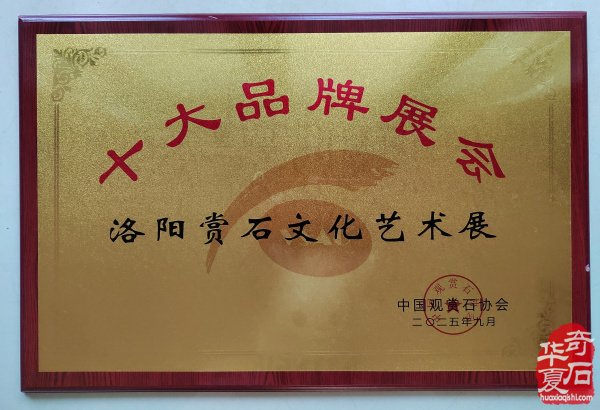 十大品牌展会
洛阳赏石文化艺术展
中国观赏石协会
二〇二五年九月
华夏奇石
huaxiaqishi.com